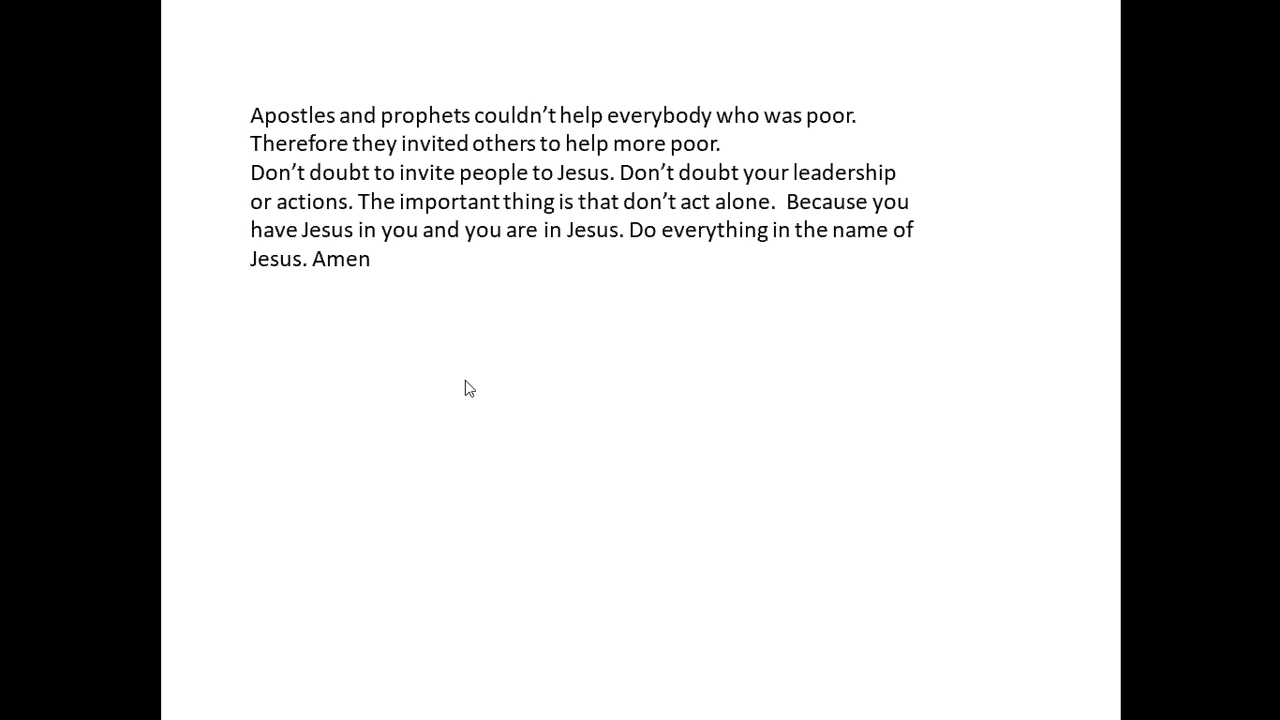 Apostles and prophets couldn’t help everybody who was poor.
Therefore they invited others to help more poor.
Don’t doubt to invite people to Jesus. Don’t doubt your leadership
or actions. The important thing is that don’t act alone.  Because you
have Jesus in you and you are in Jesus. Do everything in the name of
Jesus. Amen